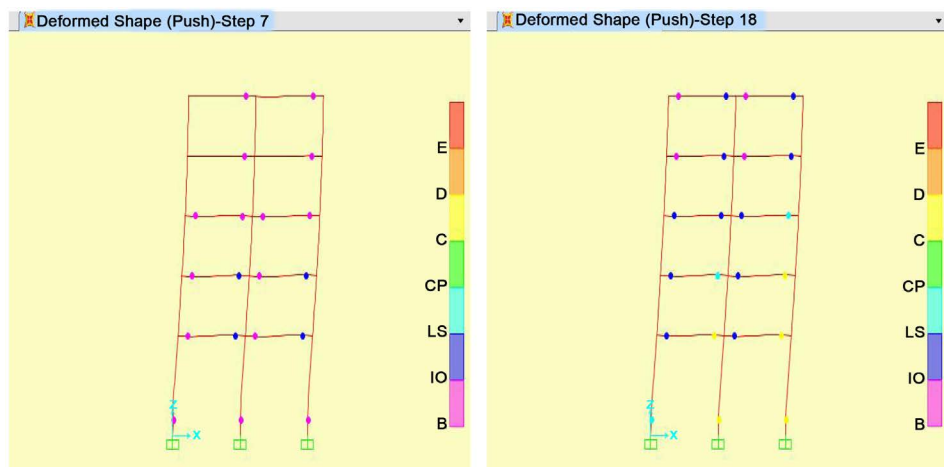 Deformed Shape (Push)-Step 7
E
D
C
CP
LS
IO
B
Z
X
Deformed Shape (Push)-Step 18
E
D
C
CP
LS
IO
B
Z
X